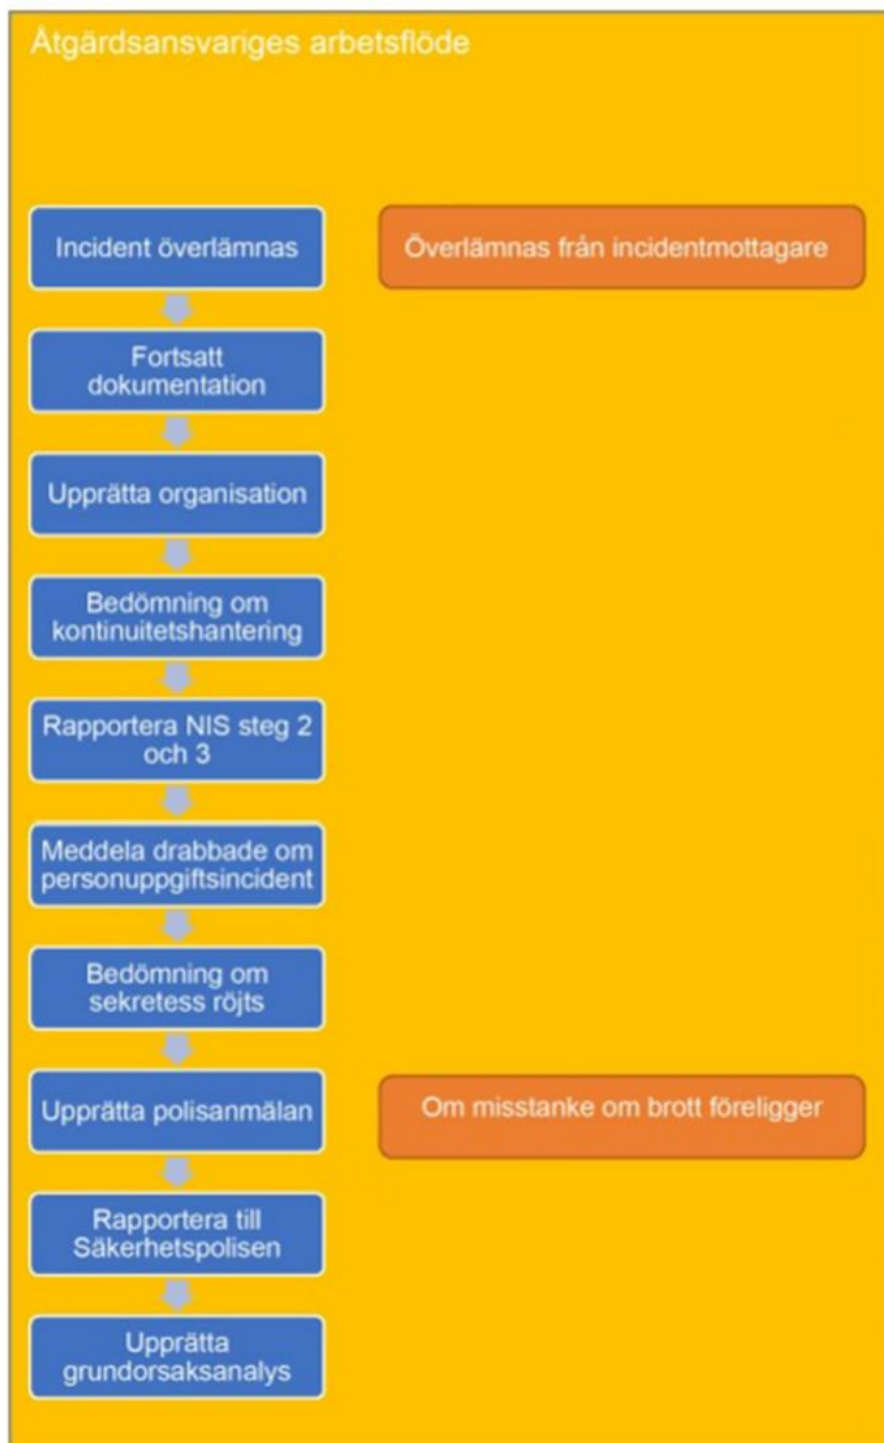 Åtgärdsansvariges arbetsflöde
Incident överlämnas
Överlämnas från incidentmottagare
Fortsatt
dokumentation
Upprätta organisation
Bedömning om
kontinuitetshantering
Rapportera NIS steg 2
och 3
Meddela drabbade om
personuppgiftsincident
Bedömning om
sekretess röjts
Upprätta polisanmälan
Om misstanke om brott föreligger
Rapportera till
Säkerhetspolisen
Upprätta
grundorsaksanalys